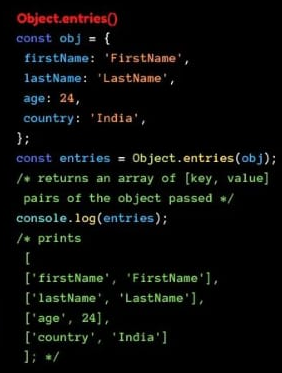 Object.entries()
const obj = {
firstName: 'FirstName',
lastName: 'LastName',
age: 24,
country: 'India',
};
const entries = Object.entries(obj);
/* returns an array of [key, value]
pairs of the object passed */
console.log(entries);
/* prints
[
['firstName', 'FirstName'],
['lastName', 'LastName'],
['age', 24],
['country', 'India']
]; */